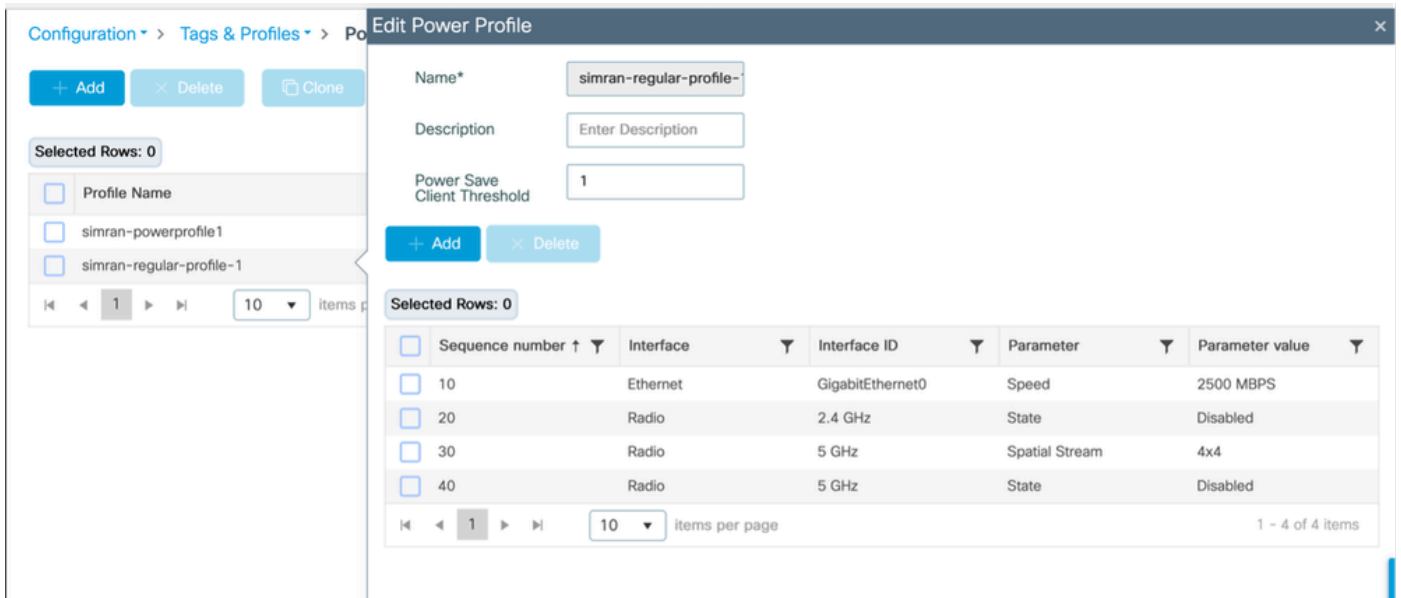 Configuration > Tags & Profiles > Po
+ Add × Delete Clone
Selected Rows: 0
Profile Name
simran-powerprofile1
simran-regular-profile-1
1 10 items p
Edit Power Profile ×
Name* simran-regular-profile-
Description Enter Description
Power Save
Client Threshold 1
+ Add × Delete
Selected Rows: 0
Sequence number ↑ Interface Interface ID Parameter Parameter value
10 Ethernet GigabitEthernet0 Speed 2500 MBPS
20 Radio 2.4 GHz State Disabled
30 Radio 5 GHz Spatial Stream 4x4
40 Radio 5 GHz State Disabled
1 10 items per page 1 - 4 of 4 items